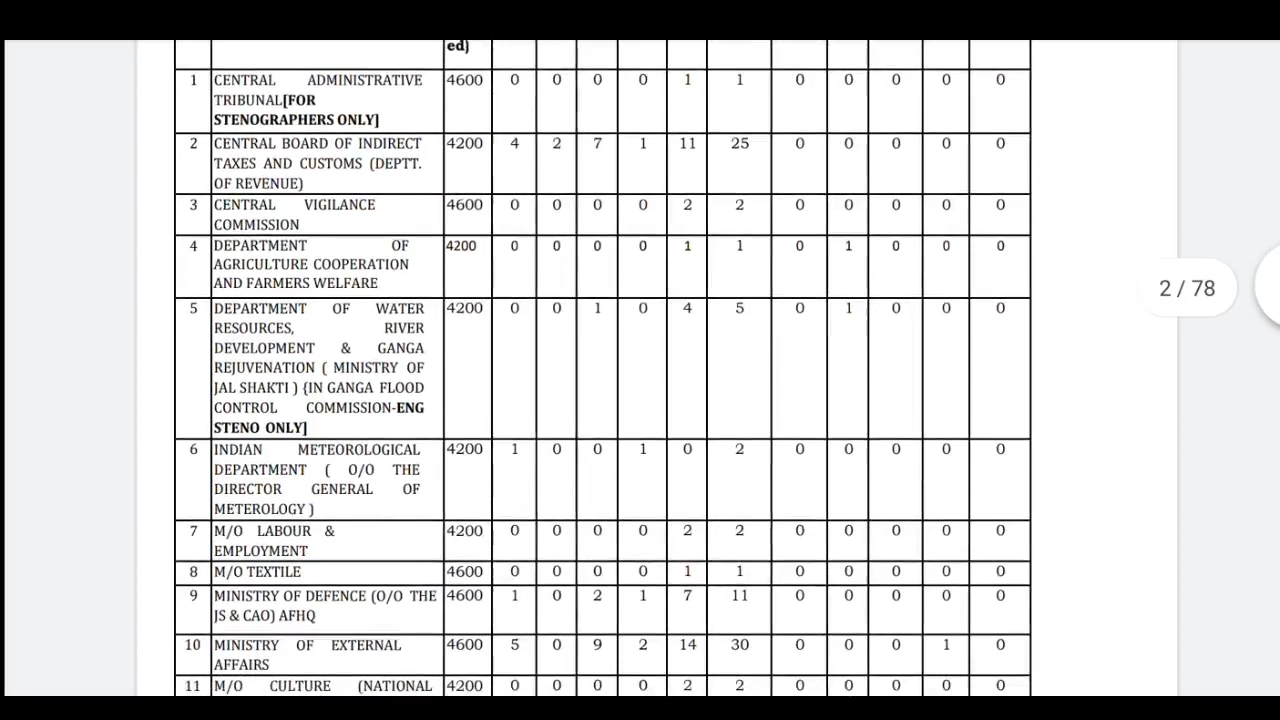 ed)
1 CENTRAL ADMINISTRATIVE 4600 0 0 0 0 1 1 0 0 0 0 0
TRIBUNAL[FOR
STENOGRAPHERS ONLY]
2 CENTRAL BOARD OF INDIRECT 4200 4 2 7 1 11 25 0 0 0 0 0
TAXES AND CUSTOMS (DEPTT.
OF REVENUE)
3 CENTRAL VIGILANCE 4600 0 0 0 0 2 2 0 0 0 0 0
COMMISSION
4 DEPARTMENT OF 4200 0 0 0 0 1 1 0 1 0 0 0
AGRICULTURE COOPERATION
AND FARMERS WELFARE
5 DEPARTMENT OF WATER 4200 0 0 1 0 4 5 0 1 0 0 0
RESOURCES, RIVER
DEVELOPMENT & GANGA
REJUVENATION ( MINISTRY OF
JAL SHAKTI ) (IN GANGA FLOOD
CONTROL COMMISSION-ENG
STENO ONLY]
6 INDIAN METEOROLOGICAL 4200 1 0 0 1 0 2 0 0 0 0 0
DEPARTMENT ( O/O THE
DIRECTOR GENERAL OF
METEROLOGY )
7 M/O LABOUR & 4200 0 0 0 0 2 2 0 0 0 0 0
EMPLOYMENT
8 M/O TEXTILE 4600 0 0 0 0 1 1 0 0 0 0 0
9 MINISTRY OF DEFENCE (O/O THE 4600 1 0 2 1 7 11 0 0 0 0 0
JS & CAO) AFHQ
10 MINISTRY OF EXTERNAL 4600 5 0 9 2 14 30 0 0 0 1 0
AFFAIRS
11 M/O CULTURE (NATIONAL 4200 0 0 0 0 2 2 0 0 0 0 0
2 / 78